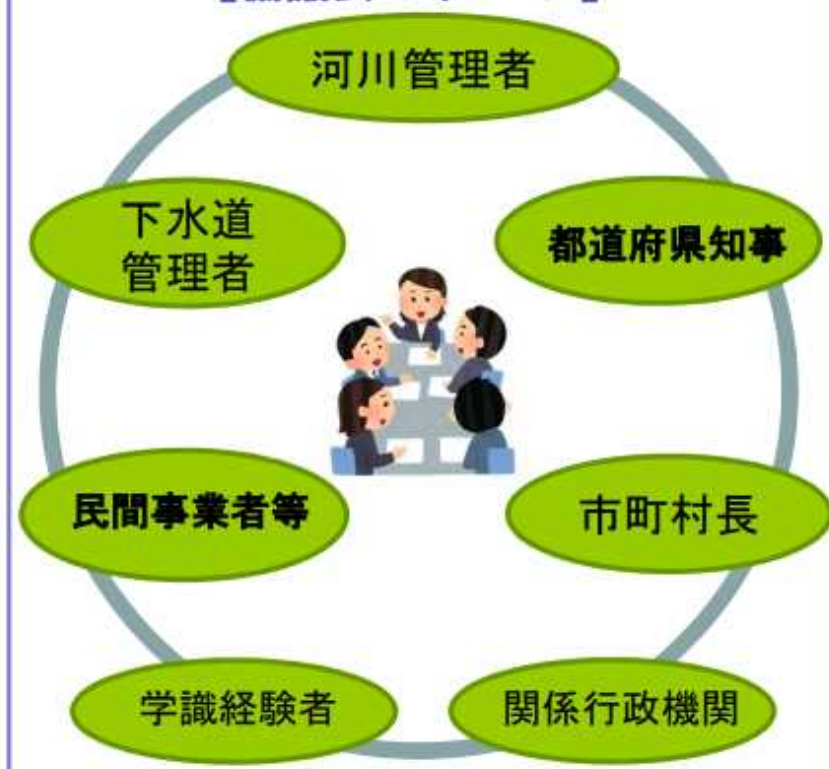 河川管理者
下水道
管理者
都道府県知事
民間事業者等
市町村長
学識経験者
関係行政機関